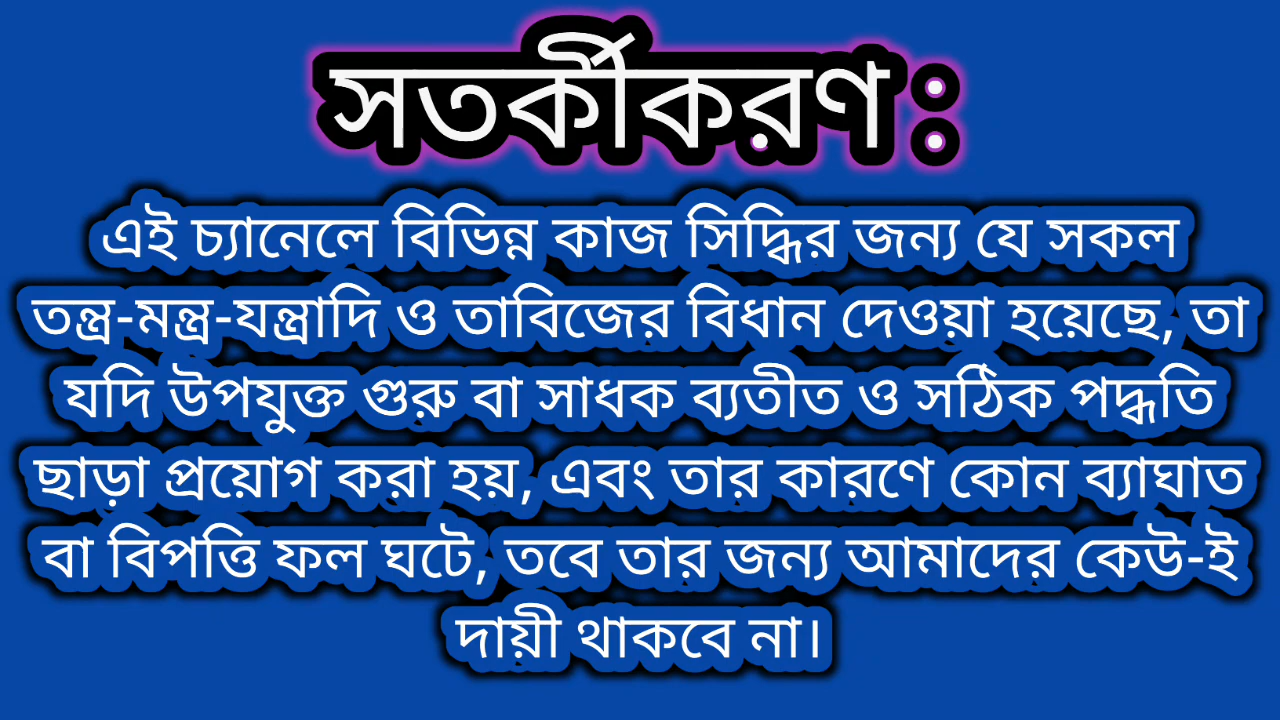 সতর্কীকরণ:
এই চ্যানেলে বিভিন্ন কাজ সিদ্ধির জন্য যে সকল
তন্ত্র-মন্ত্র-যন্ত্রাদি ও তাবিজের বিধান দেওয়া হয়েছে, তা
যদি উপযুক্ত গুরু বা সাধক ব্যতীত ও সঠিক পদ্ধতি
ছাড়া প্রয়োগ করা হয়, এবং তার কারণে কোন ব্যাঘাত
বা বিপত্তি ফল ঘটে, তবে তার জন্য আমাদের কেউ-ই
দায়ী থাকবে না।